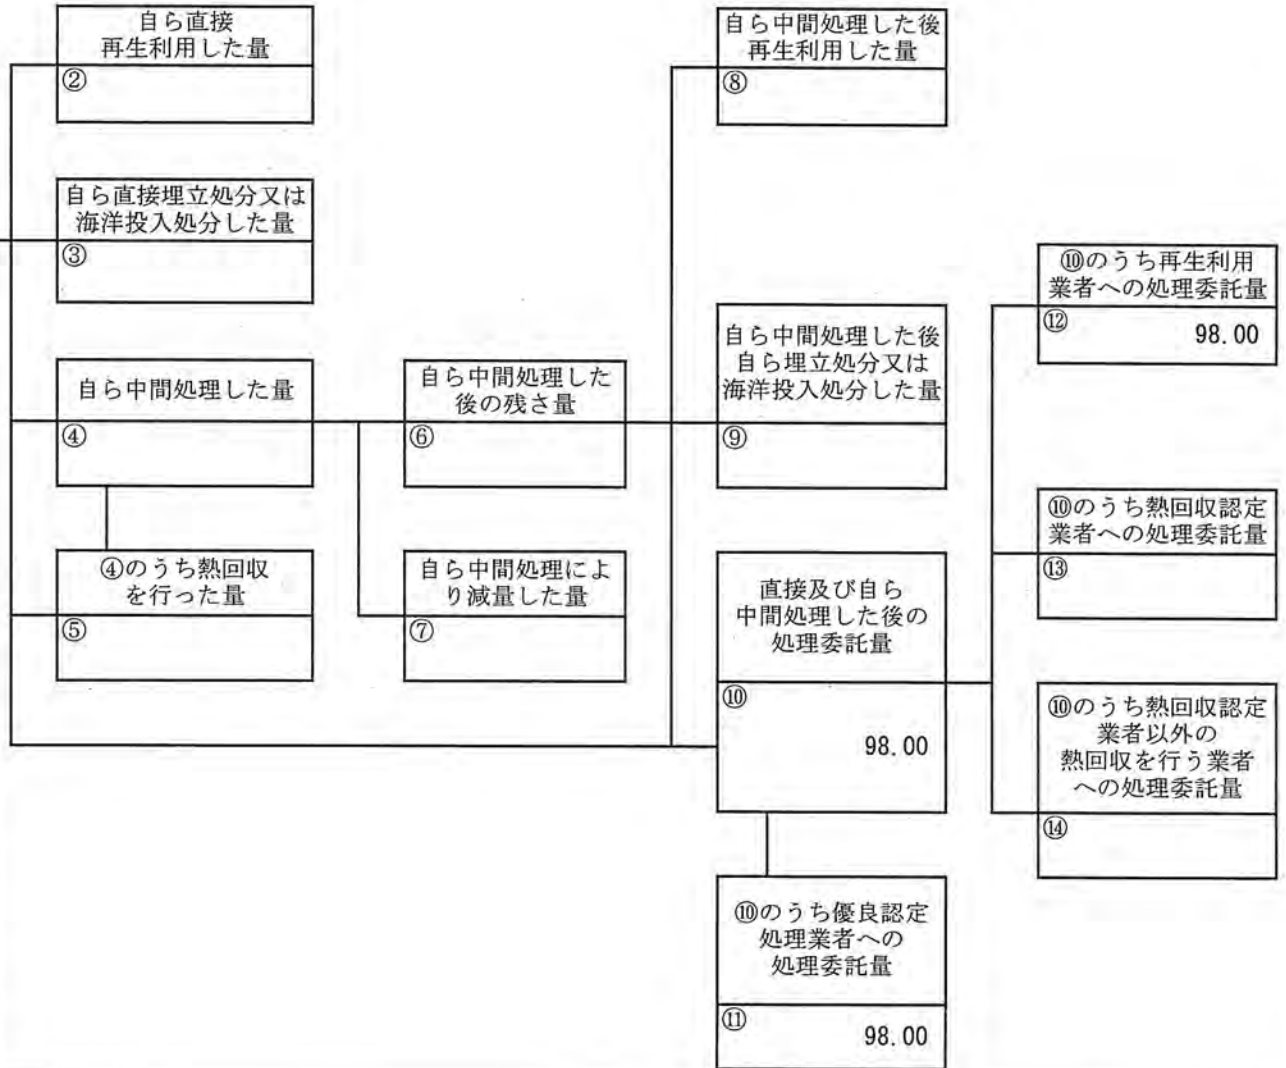 自ら直接
再生利用した量
②
自ら直接埋立処分又は
海洋投入処分した量
③
自ら中間処理した量
④
④のうち熱回収
を行った量
⑤
自ら中間処理した
後の残さ量
⑥
自ら中間処理によ
り減量した量
⑦
自ら中間処理した後
再生利用した量
⑧
自ら中間処理した後
自ら埋立処分又は
海洋投入処分した量
⑨
直接及び自ら
中間処理した後の
処理委託量
⑩
98.00
⑩のうち優良認定
処理業者への
処理委託量
⑪
98.00
⑩のうち再生利用
業者への処理委託量
⑫
98.00
⑩のうち熱回収認定
業者への処理委託量
⑬
⑩のうち熱回収認定
業者以外の
熱回収を行う業者
への処理委託量
⑭